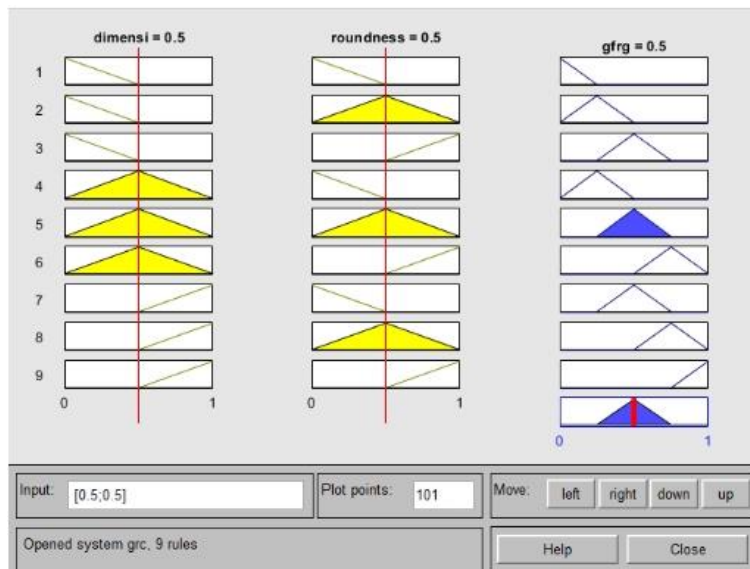 dimensi = 0.5
roundness = 0.5
gfrg = 0.5
1
2
3
4
5
6
7
8
9
0 1
0 1
0 1
Input: [0.5;0.5]
Plot points: 101
Move: left right down up
Opened system grc, 9 rules
Help
Close